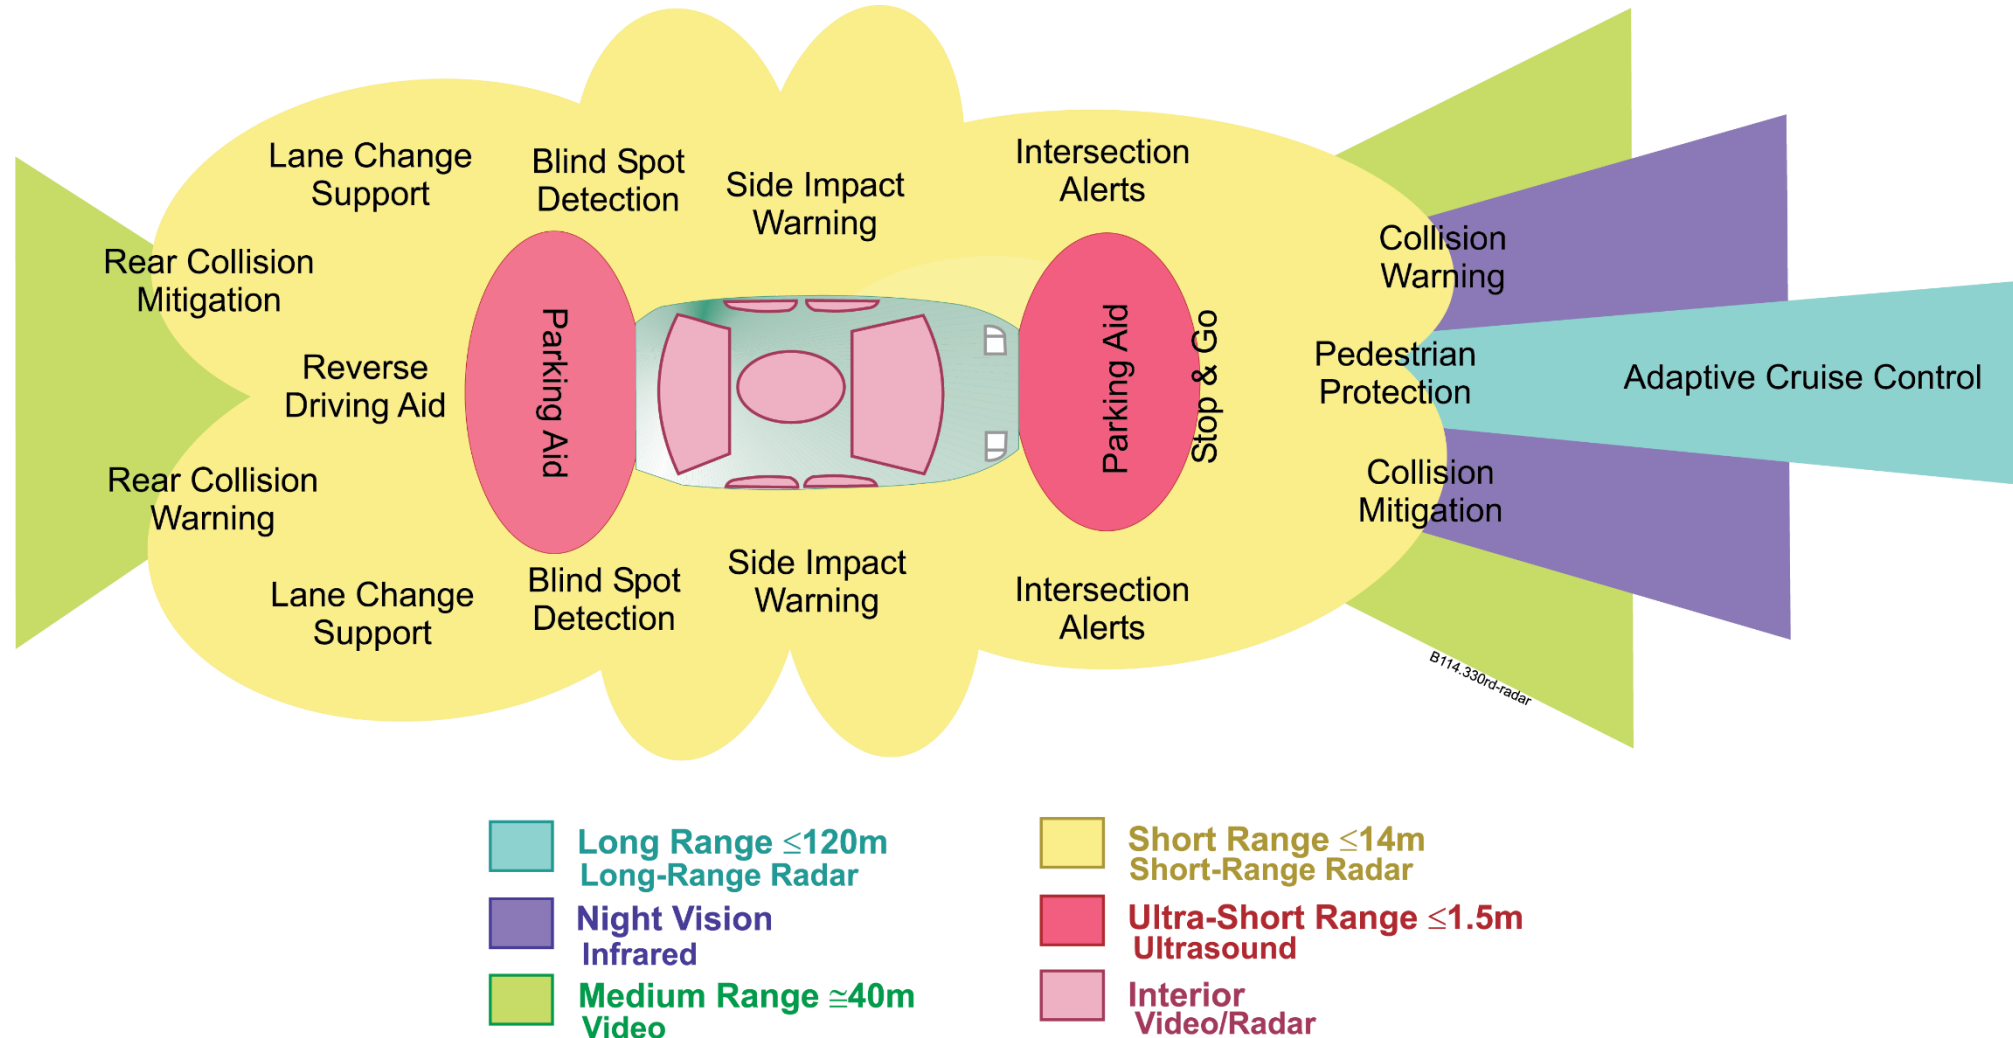 Lane Change
Support
Blind Spot
Detection
Side Impact
Warning
Intersection
Alerts
Rear Collision
Mitigation
Collision
Warning
Reverse
Driving Aid
Parking Aid
Parking Aid
Stop & Go
Pedestrian
Protection
Adaptive Cruise Control
Rear Collision
Warning
Collision
Mitigation
Lane Change
Support
Blind Spot
Detection
Side Impact
Warning
Intersection
Alerts
B114.330rd-radar
Long Range ≤120m
Long-Range Radar
Night Vision
Infrared
Medium Range ≅40m
Video
Short Range ≤14m
Short-Range Radar
Ultra-Short Range ≤1.5m
Ultrasound
Interior
Video/Radar